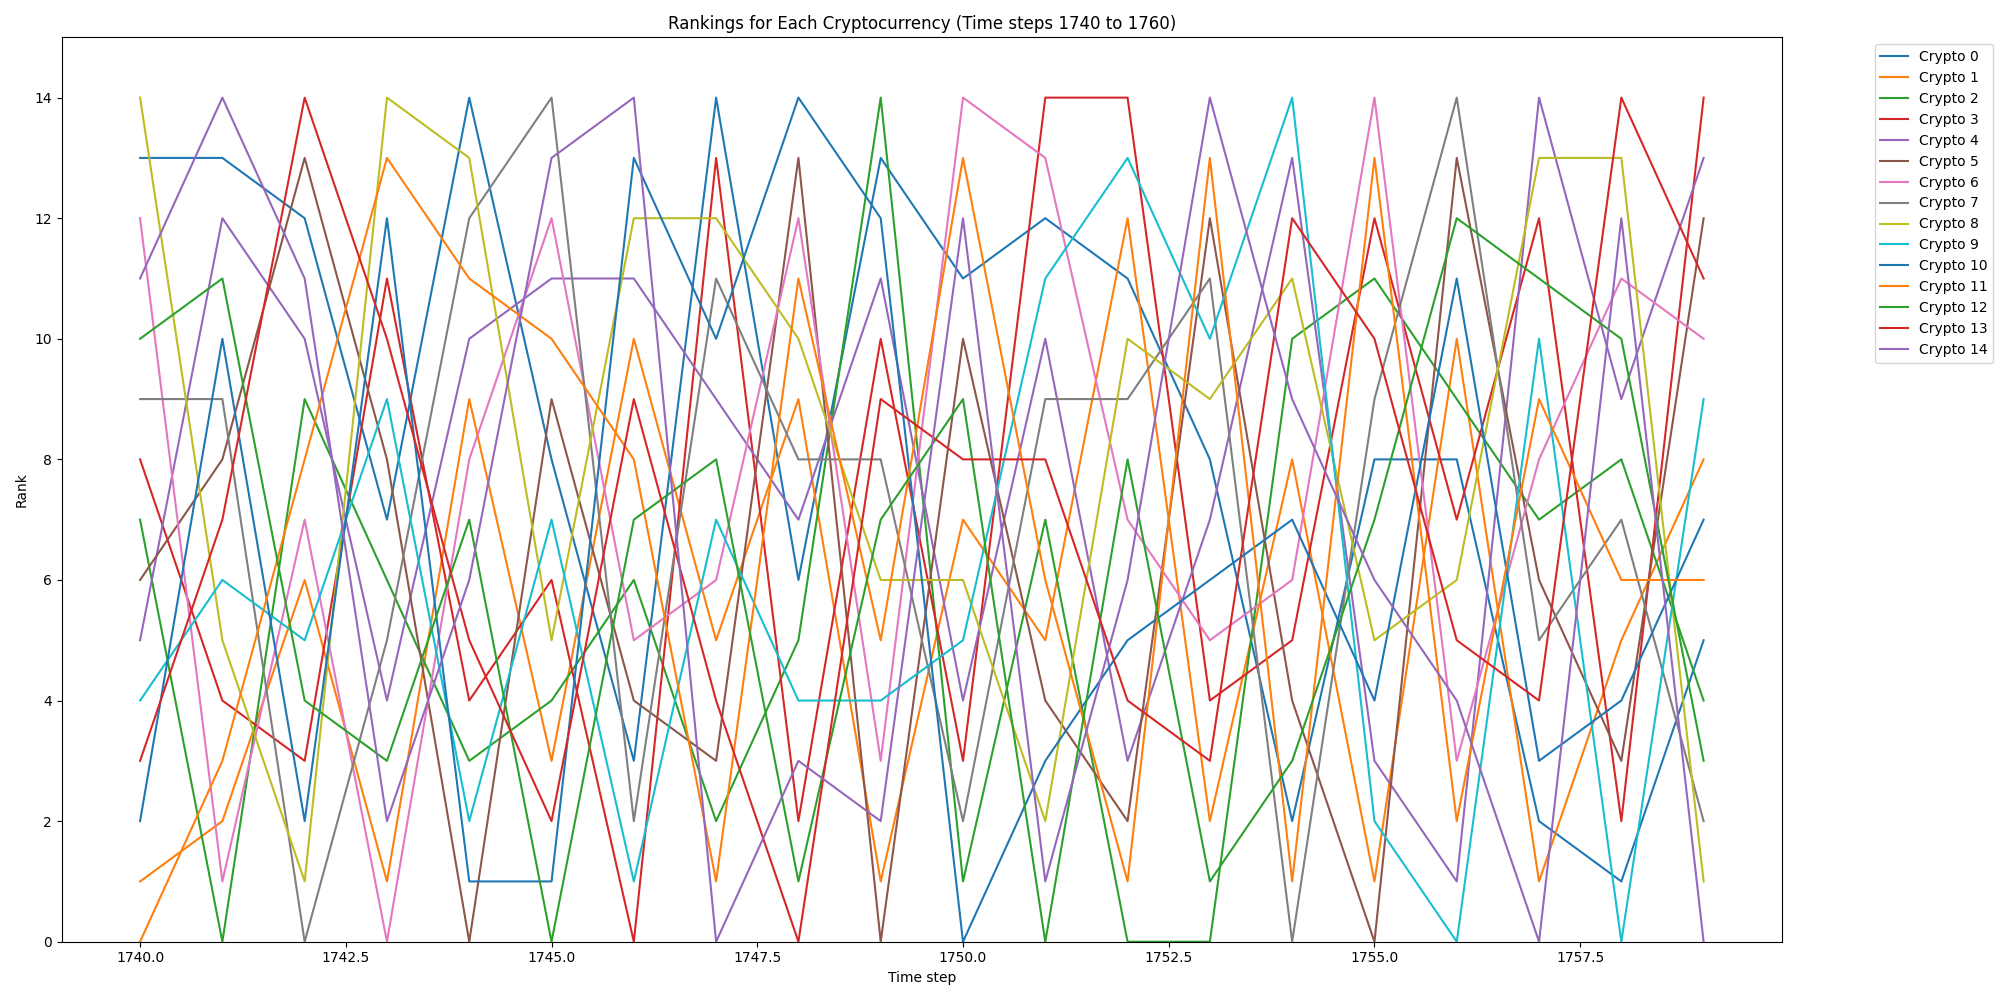 Rankings for Each Cryptocurrency (Time steps 1740 to 1760)
Rank
14
12
10
8
6
4
2
0
1740.0 1742.5 1745.0 1747.5 1750.0 1752.5 1755.0 1757.5
Time step
Crypto 0
Crypto 1
Crypto 2
Crypto 3
Crypto 4
Crypto 5
Crypto 6
Crypto 7
Crypto 8
Crypto 9
Crypto 10
Crypto 11
Crypto 12
Crypto 13
Crypto 14